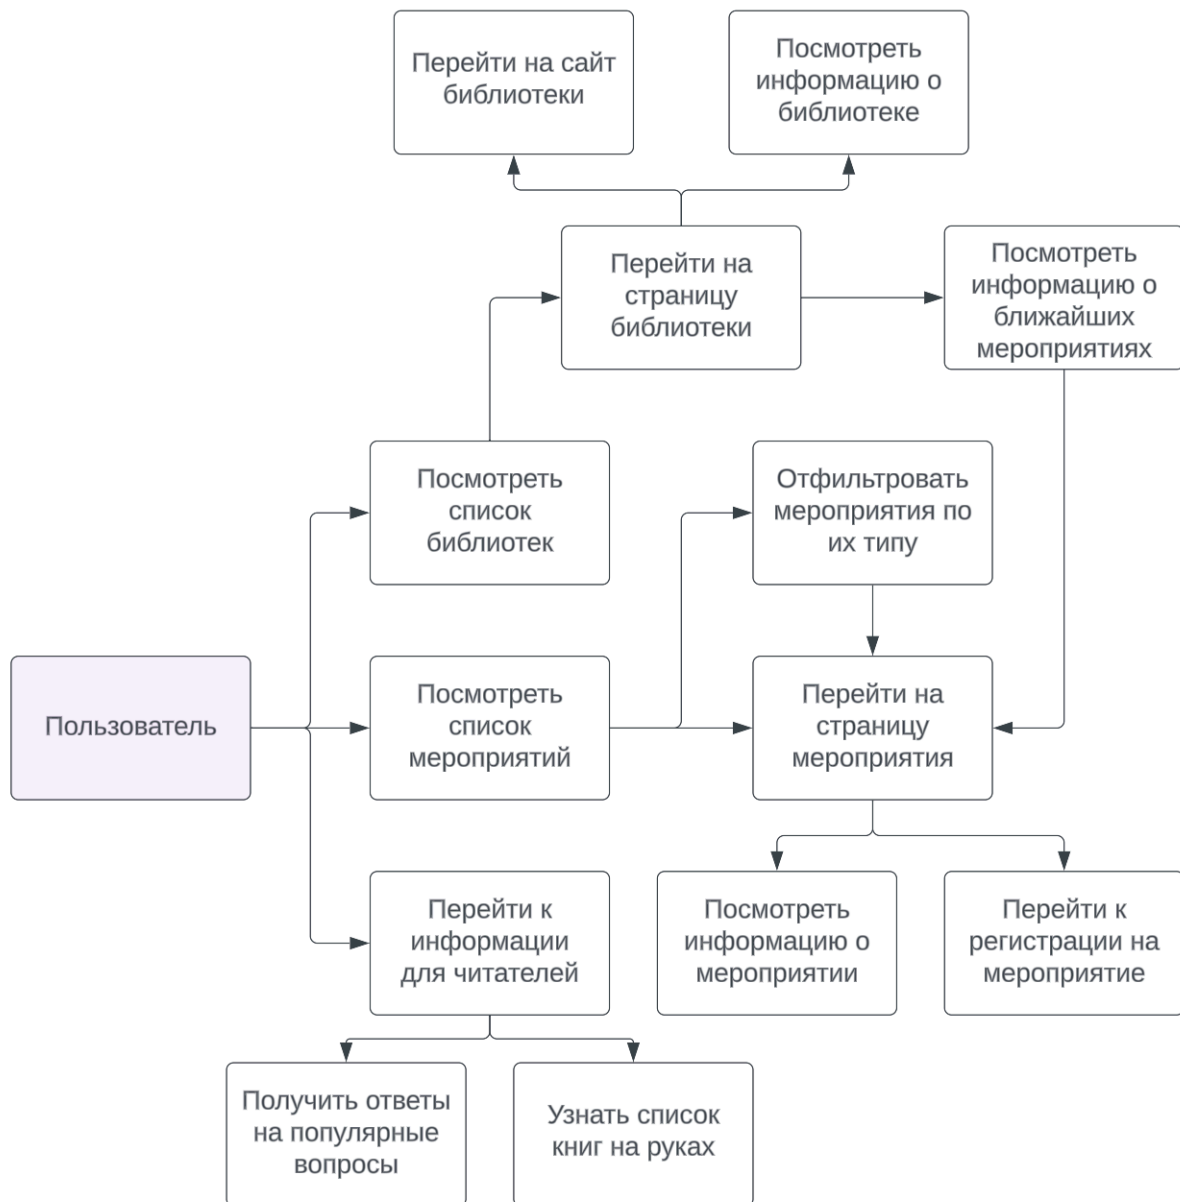 Перейти на сайт
библиотеки
Посмотреть
информацию о
библиотеке
Перейти на
страницу
библиотеки
Посмотреть
информацию о
ближайших
мероприятиях
Посмотреть
список
библиотек
Отфильтровать
мероприятия по
их типу
Пользователь
Посмотреть
список
мероприятий
Перейти на
страницу
мероприятия
Перейти к
информации
для читателей
Посмотреть
информацию о
мероприятии
Перейти к
регистрации на
мероприятие
Получить ответы
на популярные
вопросы
Узнать список
книг на руках